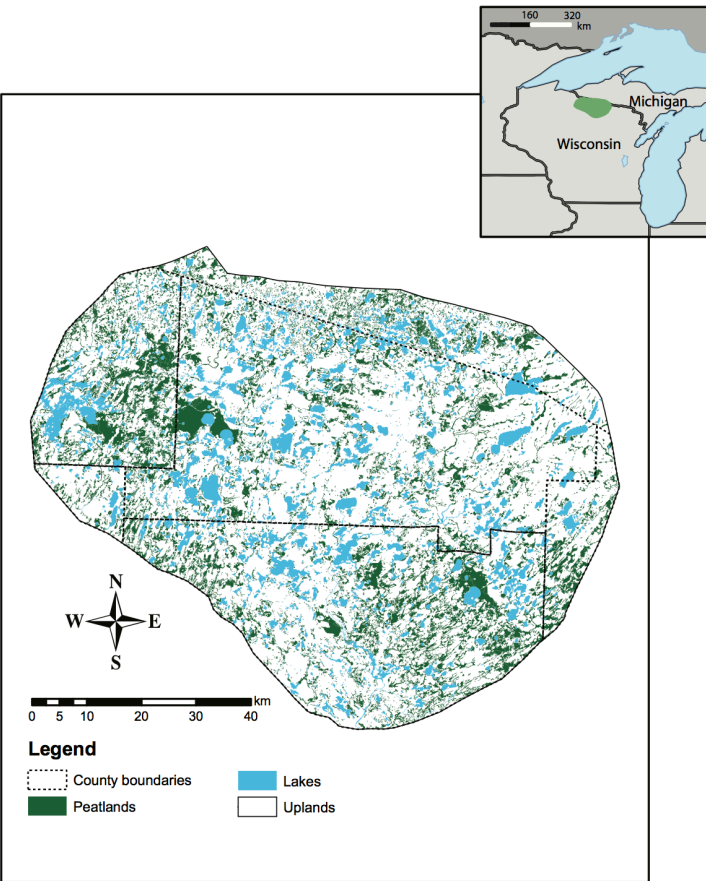 160 320
km
Michigan
Wisconsin
N
W E
S
km
0 5 10 20 30 40
Legend
County boundaries
Lakes
Peatlands
Uplands